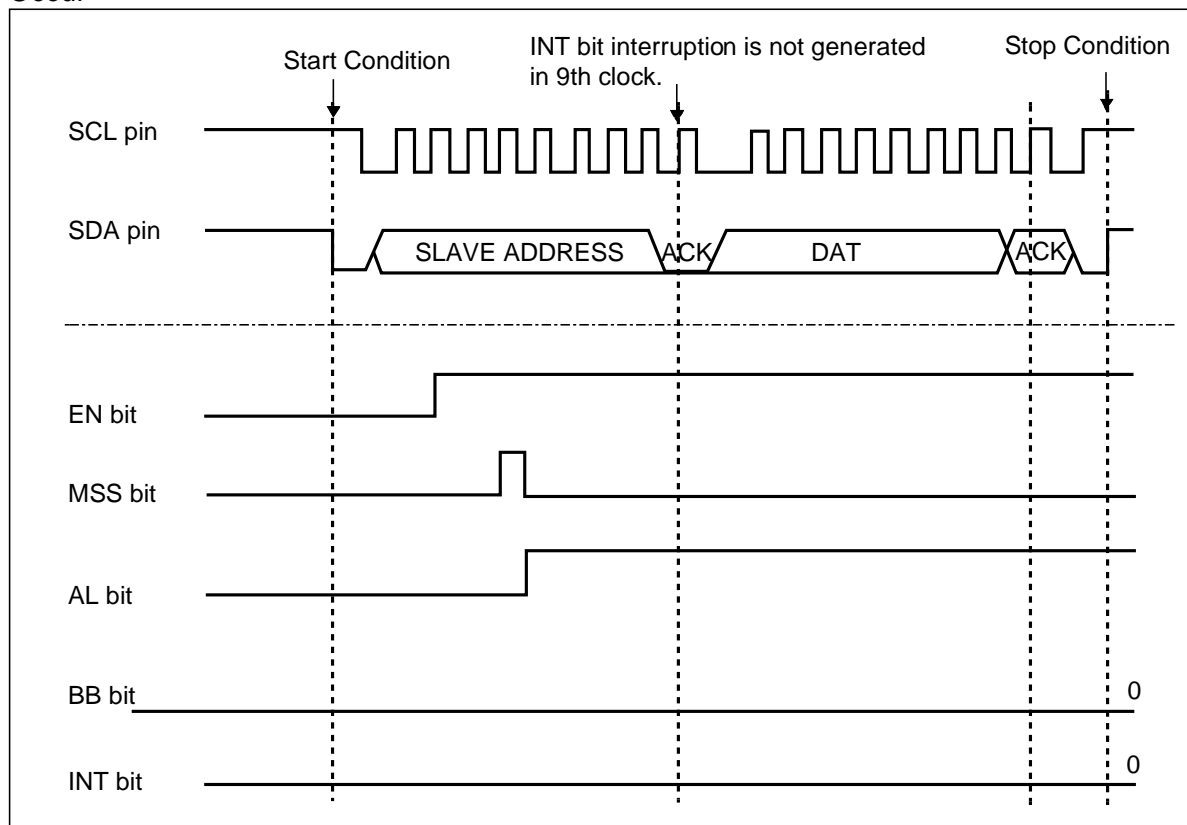 Start Condition
INT bit interruption is not generated
in 9th clock.
Stop Condition
SCL pin
SDA pin
SLAVE ADDRESS
ACK
DAT
ACK
EN bit
MSS bit
AL bit
BB bit
0
INT bit
0